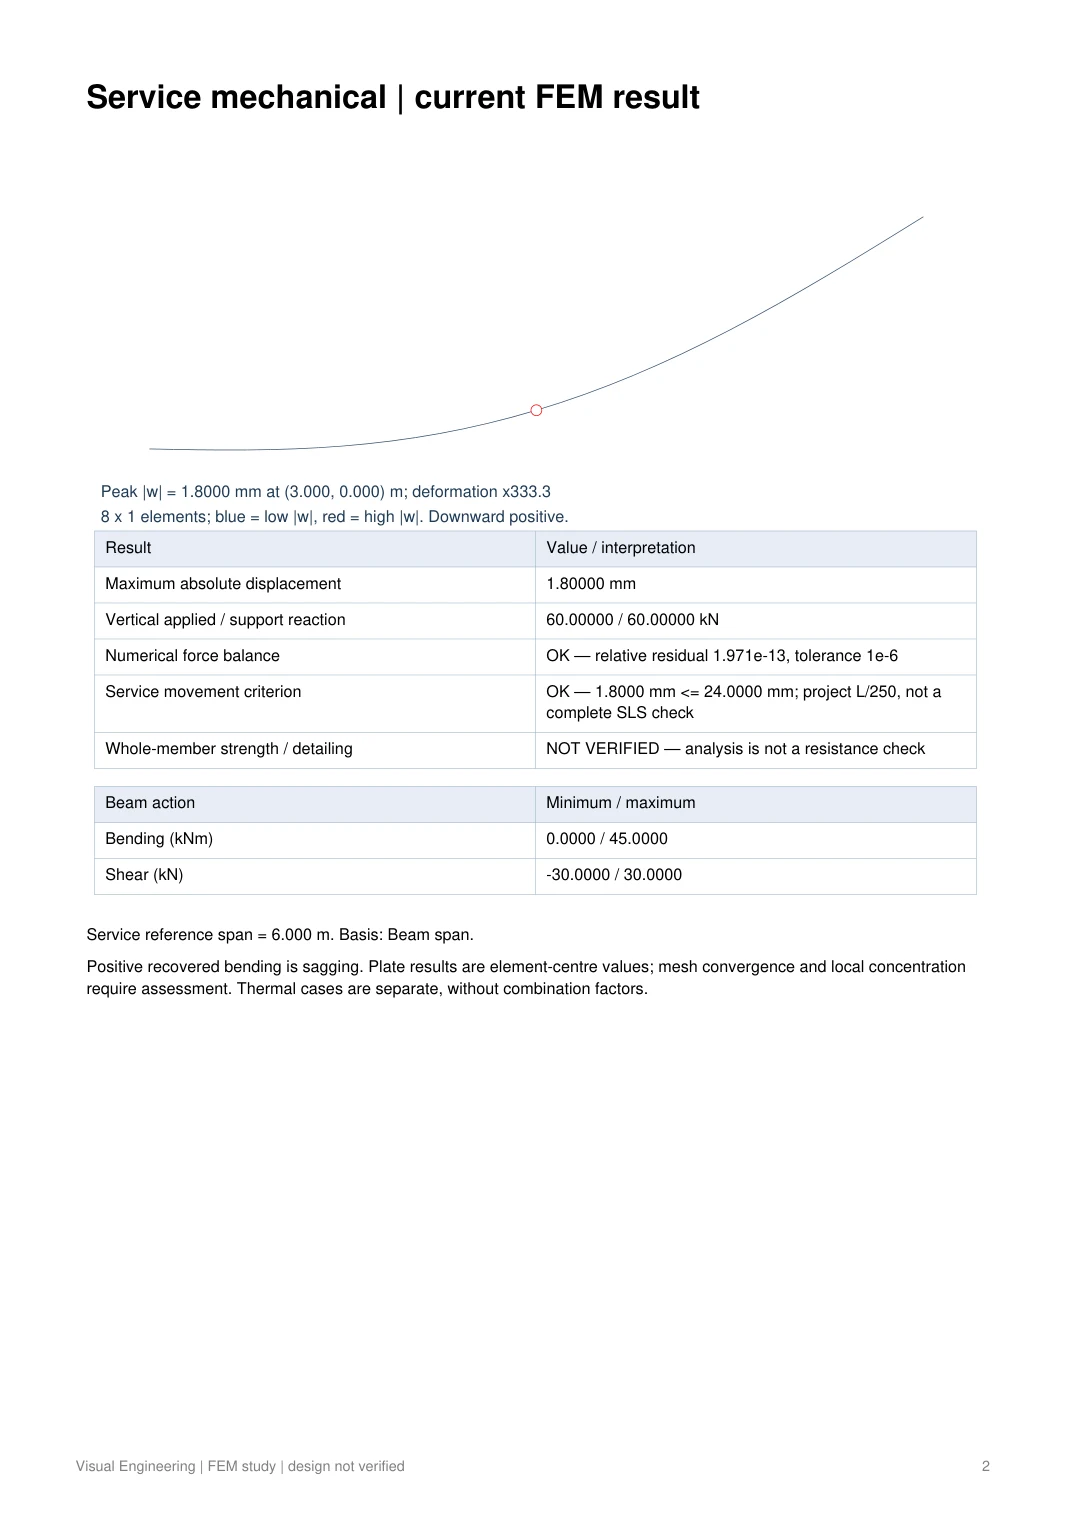 Service mechanical | current FEM result
Peak |w| = 1.8000 mm at (3.000, 0.000) m; deformation x333.3
8 x 1 elements; blue = low |w|, red = high |w|. Downward positive.
Result Value / interpretation
Maximum absolute displacement 1.80000 mm
Vertical applied / support reaction 60.00000 / 60.00000 kN
Numerical force balance OK — relative residual 1.971e-13, tolerance 1e-6
Service movement criterion OK — 1.8000 mm <= 24.0000 mm; project L/250, not a
complete SLS check
Whole-member strength / detailing NOT VERIFIED — analysis is not a resistance check
Beam action Minimum / maximum
Bending (kNm) 0.0000 / 45.0000
Shear (kN) -30.0000 / 30.0000
Service reference span = 6.000 m. Basis: Beam span.
Positive recovered bending is sagging. Plate results are element-centre values; mesh convergence and local concentration
require assessment. Thermal cases are separate, without combination factors.
Visual Engineering | FEM study | design not verified 2